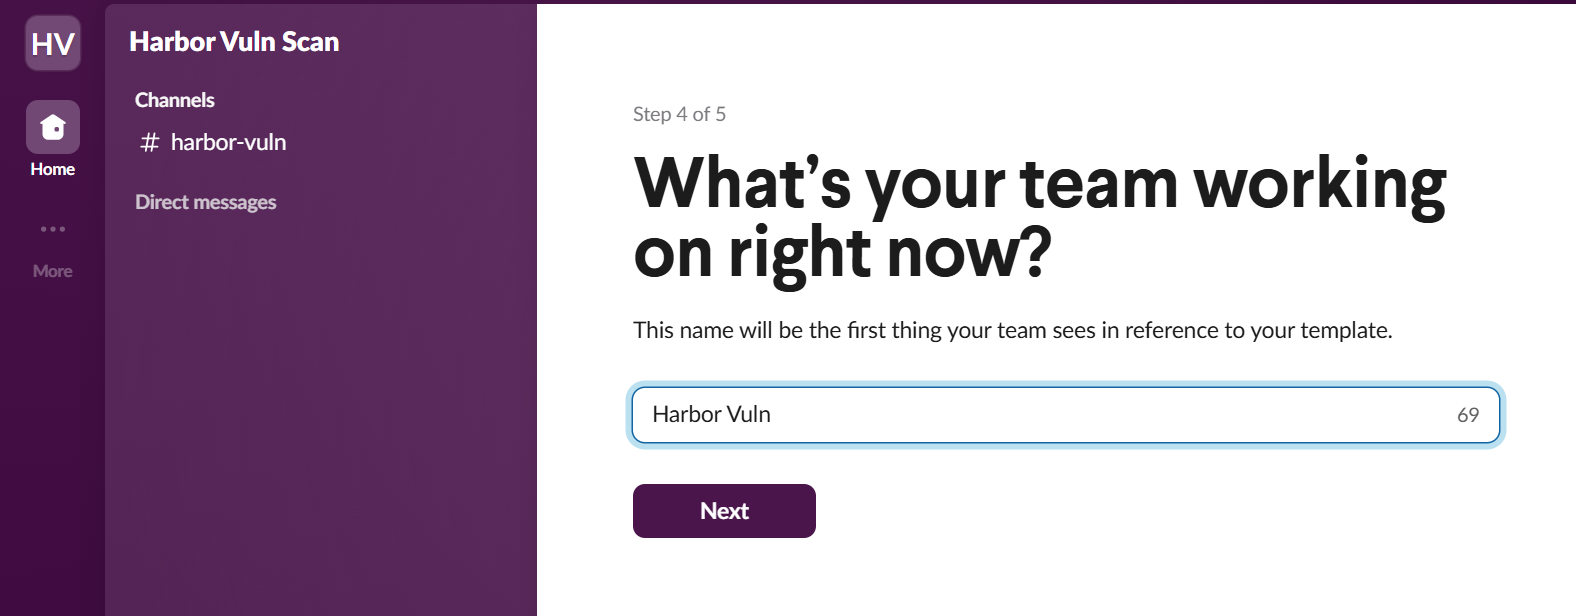 HV
Home
More
Harbor Vuln Scan
Channels
# harbor-vuln
Direct messages
Step 4 of 5
What’s your team working
on right now?
This name will be the first thing your team sees in reference to your template.
Harbor Vuln 69
Next